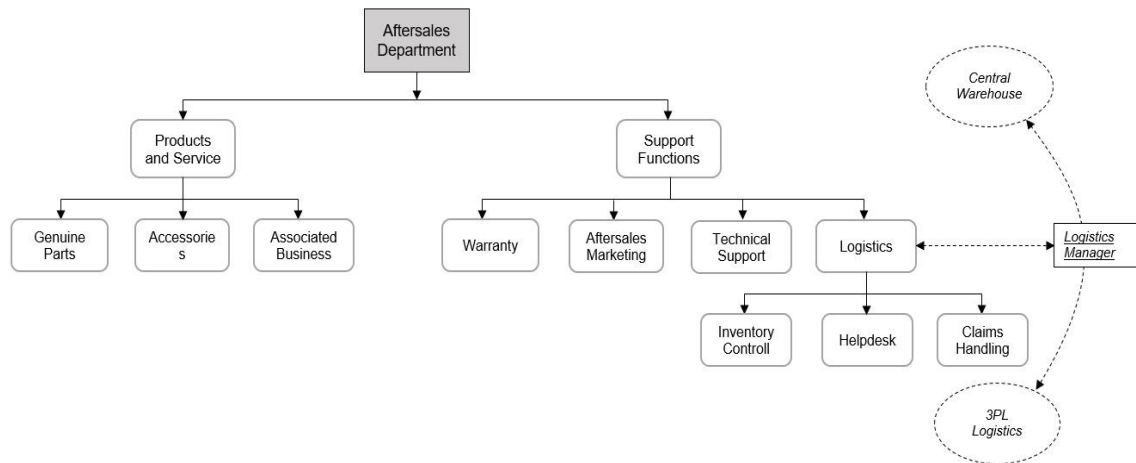 Aftersales
Department
Central
Warehouse
Products
and Service
Support
Functions
Genuine
Parts
Accessorie
s
Associated
Business
Warranty
Aftersales
Marketing
Technical
Support
Logistics
Logistics
Manager
Inventory
Controll
Helpdesk
Claims
Handling
3PL
Logistics